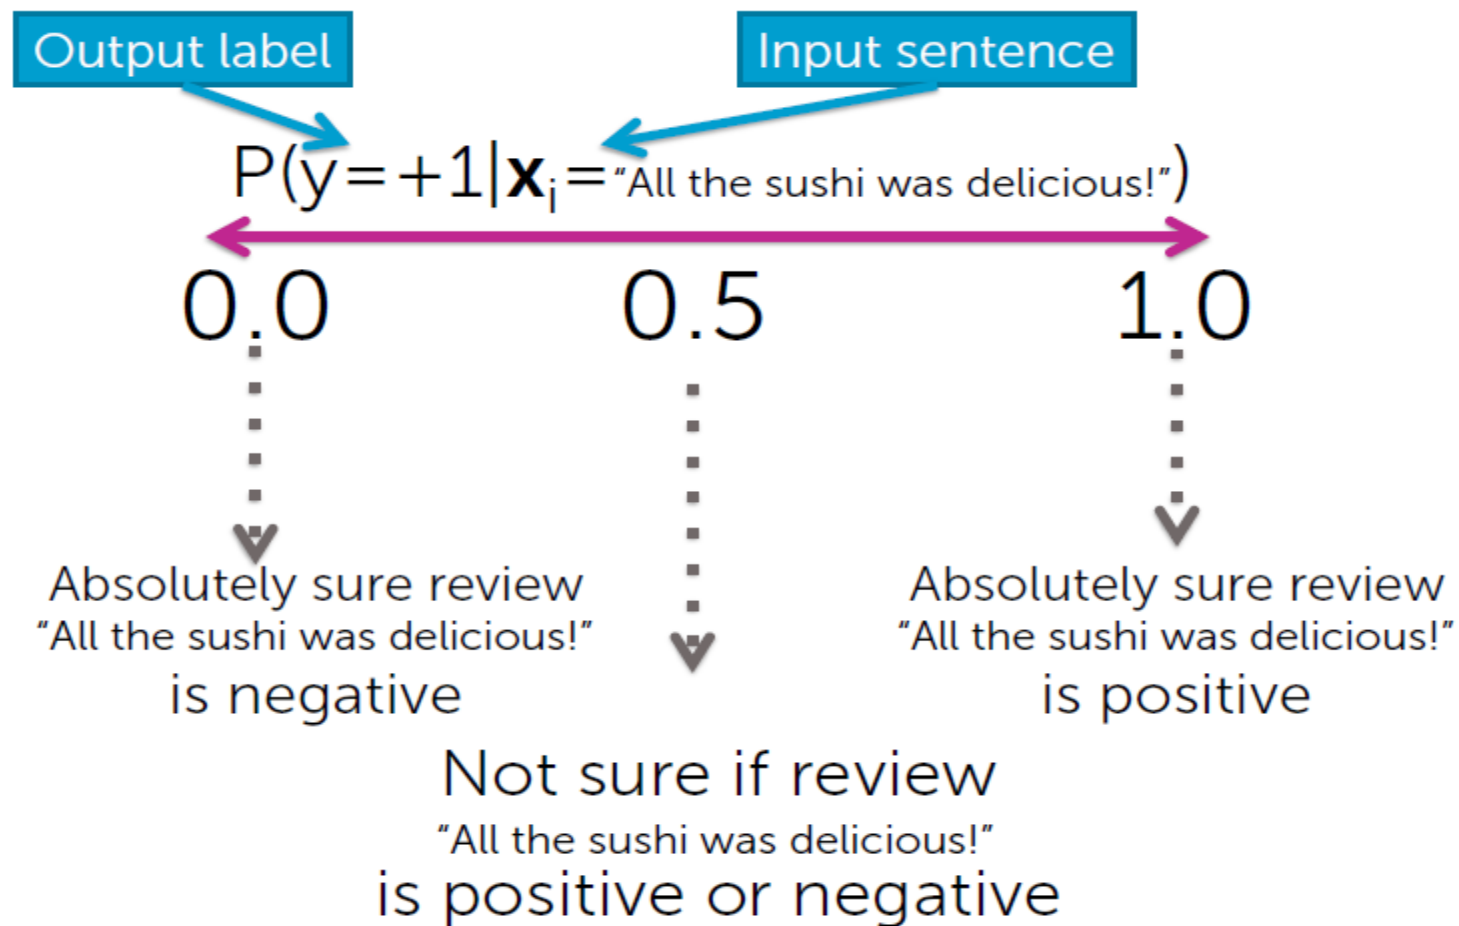 Output label
Input sentence
P(y=+1|xᵢ="All the sushi was delicious!")
0.0
0.5
1.0
Absolutely sure review
"All the sushi was delicious!"
is negative
Absolutely sure review
"All the sushi was delicious!"
is positive
Not sure if review
"All the sushi was delicious!"
is positive or negative